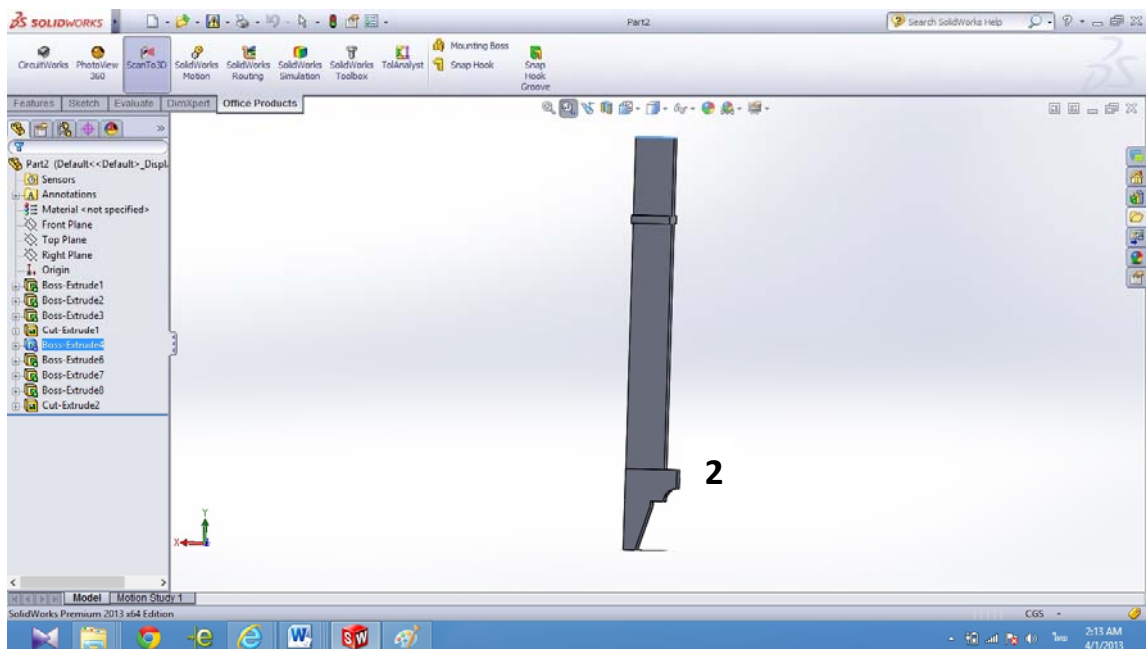 SOLIDWORKS
Part2
Search SolidWorks Help
CircuitWorks
PhotoView 360
ScanTo3D
SolidWorks Motion
SolidWorks Routing
SolidWorks Simulation
SolidWorks Toolbox
TolAnalyst
Mounting Boss
Snap Hook
Snap Hook Groove
Features Sketch Evaluate DimXpert Office Products
Part2 (Default<<Default>_Displ
Sensors
Annotations
Material <not specified>
Front Plane
Top Plane
Right Plane
Origin
Boss-Extrude1
Boss-Extrude2
Boss-Extrude3
Cut-Extrude1
Boss-Extrude4
Boss-Extrude6
Boss-Extrude7
Boss-Extrude8
Cut-Extrude2
2
Y
X
Model Motion Study 1
SolidWorks Premium 2013 x64 Edition
CGS -
ไทย
2:13 AM
4/1/2013